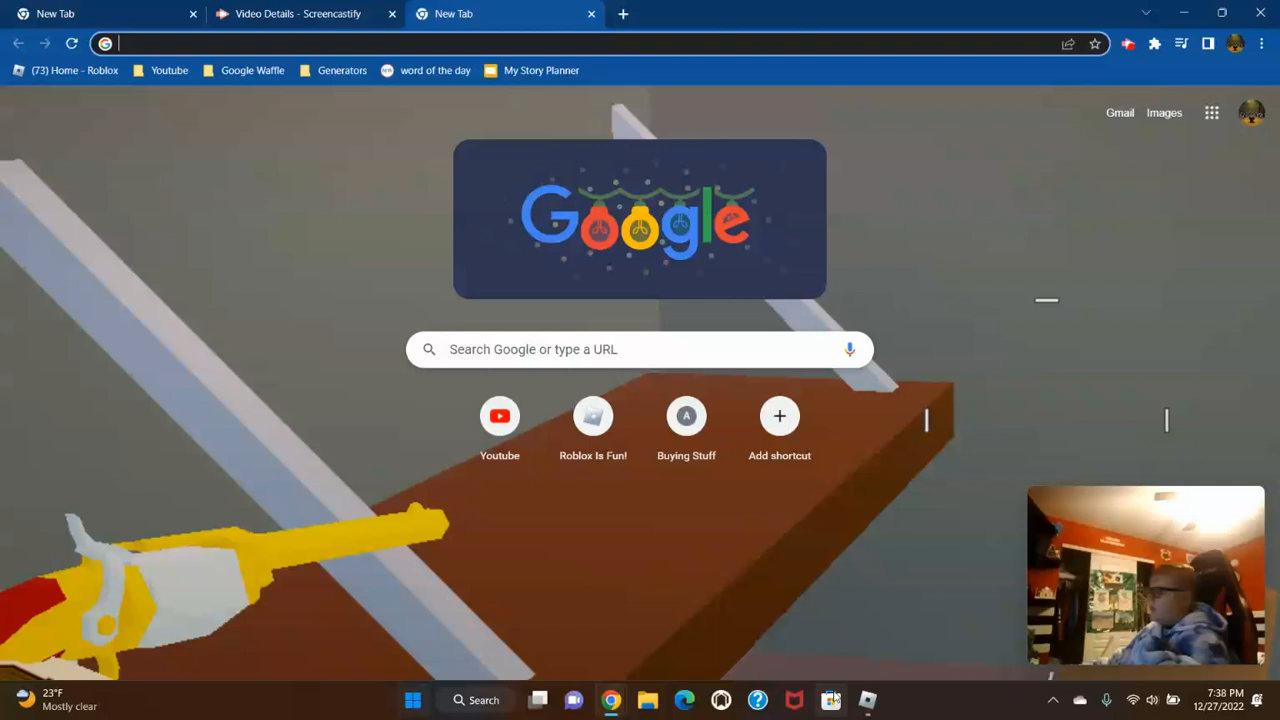 New Tab
Video Details - Screencastify
New Tab
(73) Home - Roblox
Youtube
Google Waffle
Generators
word of the day
My Story Planner
Gmail
Images
Google
Search Google or type a URL
Youtube
Roblox Is Fun!
A
Buying Stuff
Add shortcut
23°F
Mostly clear
Search
7:38 PM
12/27/2022